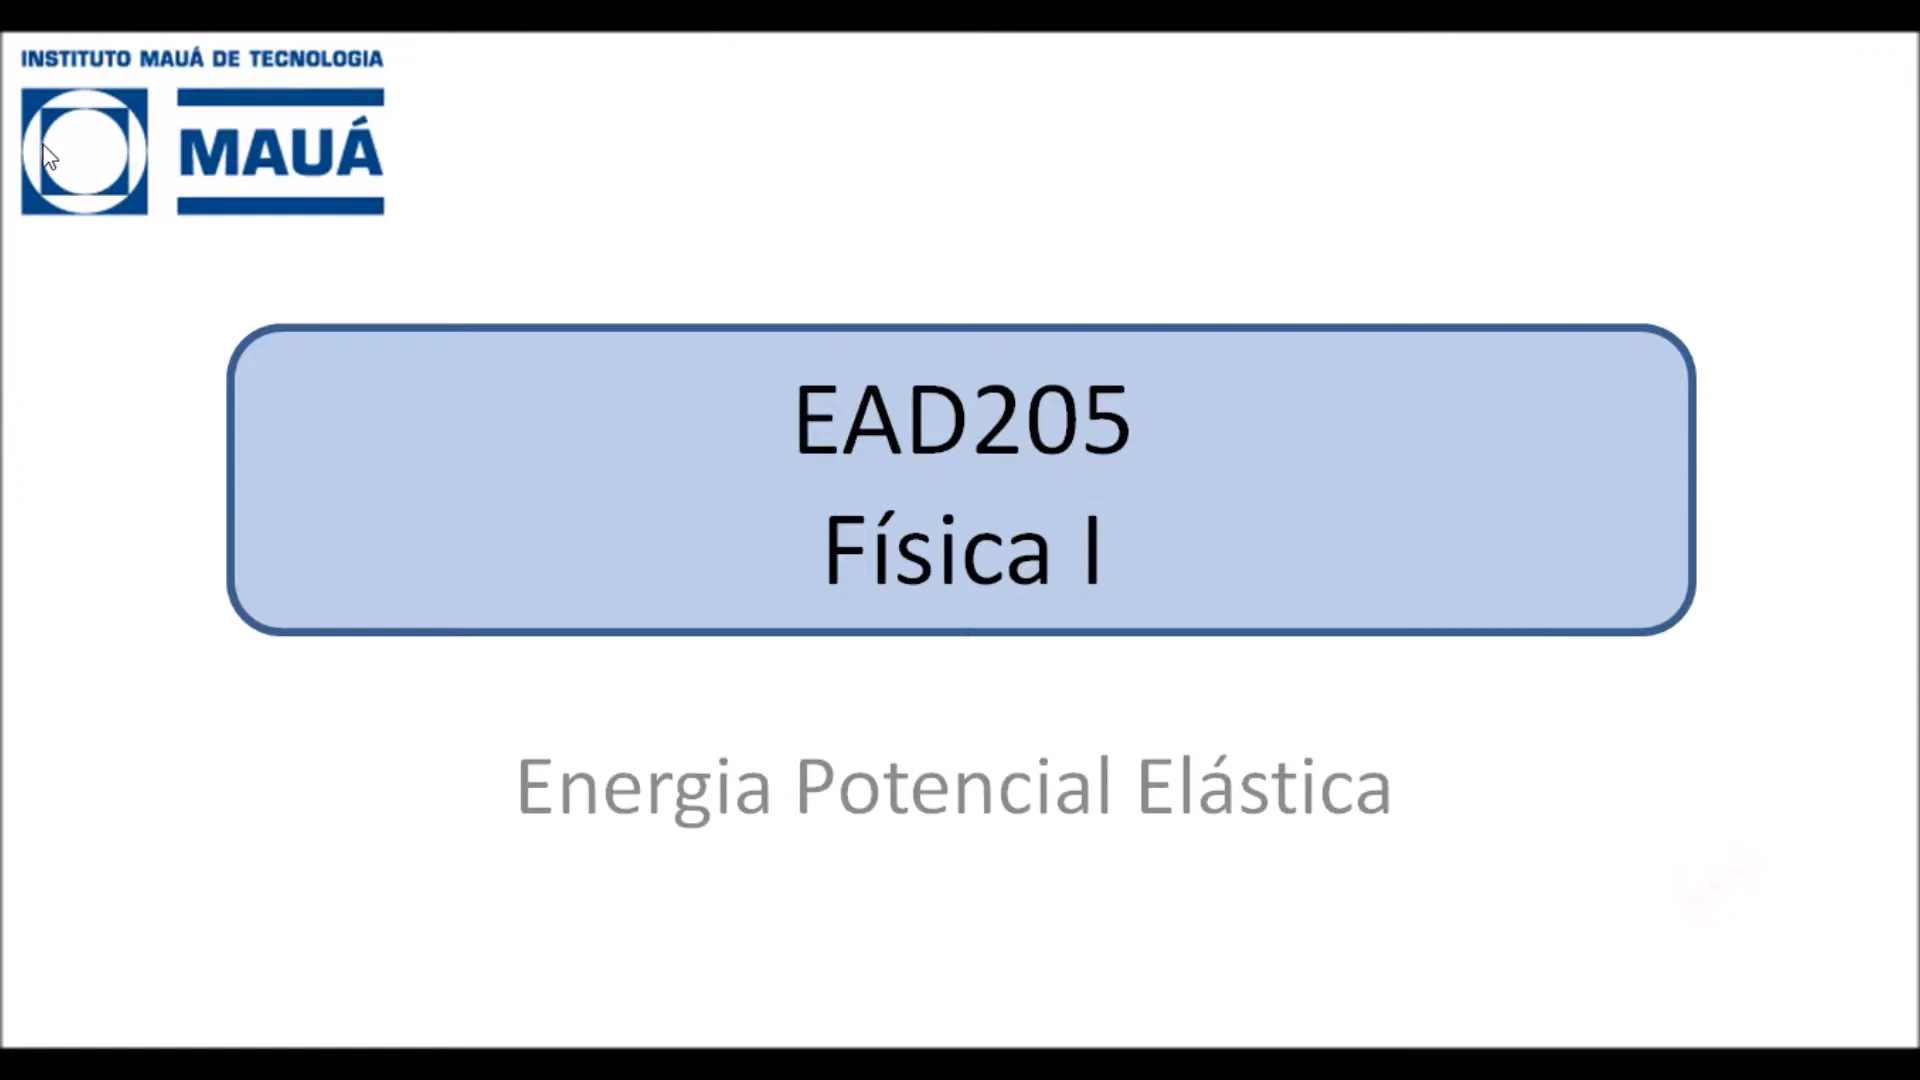 INSTITUTO MAUÁ DE TECNOLOGIA
MAUÁ
EAD205
Física I
Energia Potencial Elástica